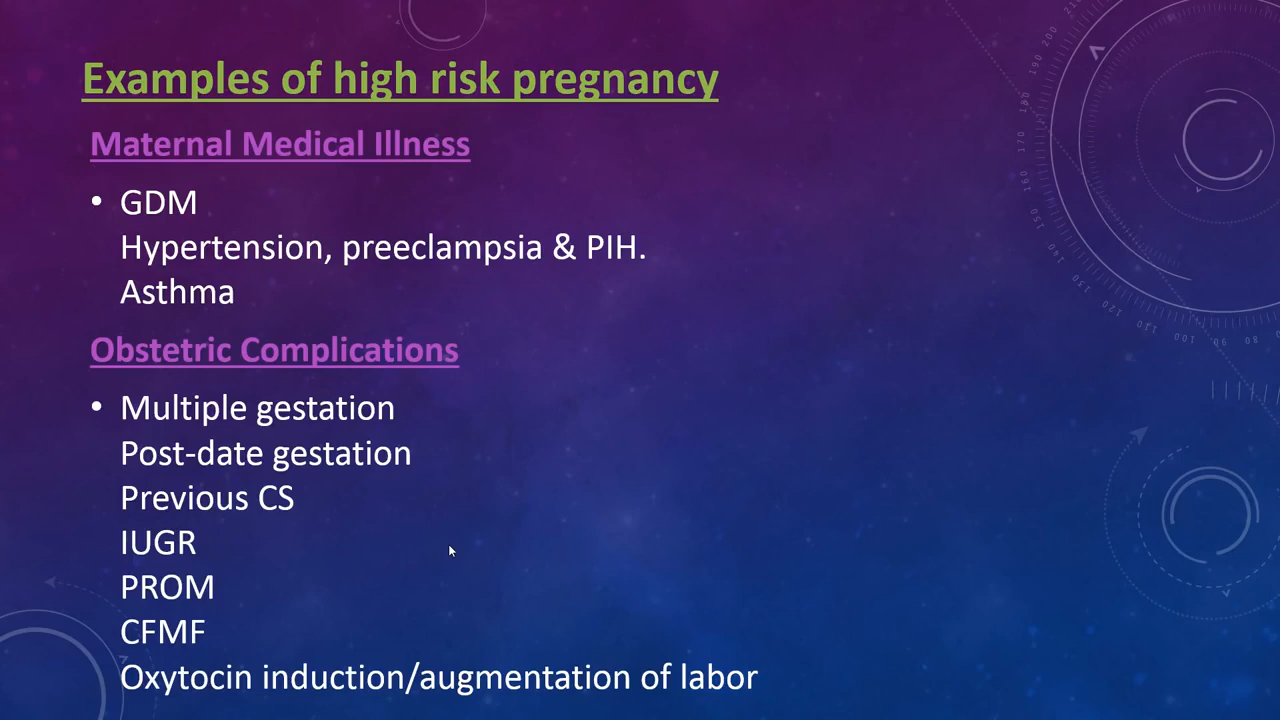 Examples of high risk pregnancy
Maternal Medical Illness
• GDM
Hypertension, preeclampsia & PIH.
Asthma
Obstetric Complications
• Multiple gestation
Post-date gestation
Previous CS
IUGR
PROM
CFMF
Oxytocin induction/augmentation of labor